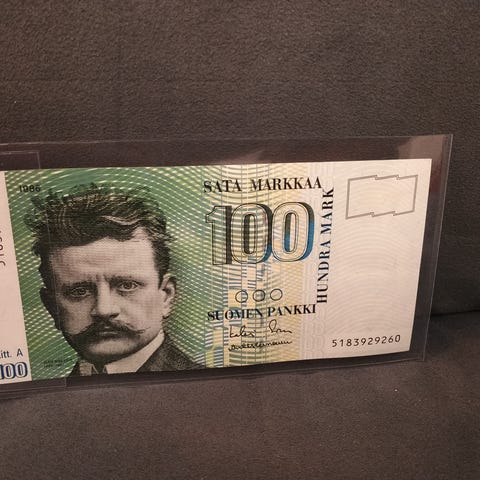 1986
SATA MARKKAA
100
HUNDRA MARK
SUOMEN PANKKI
5183929260
Litt. A
100